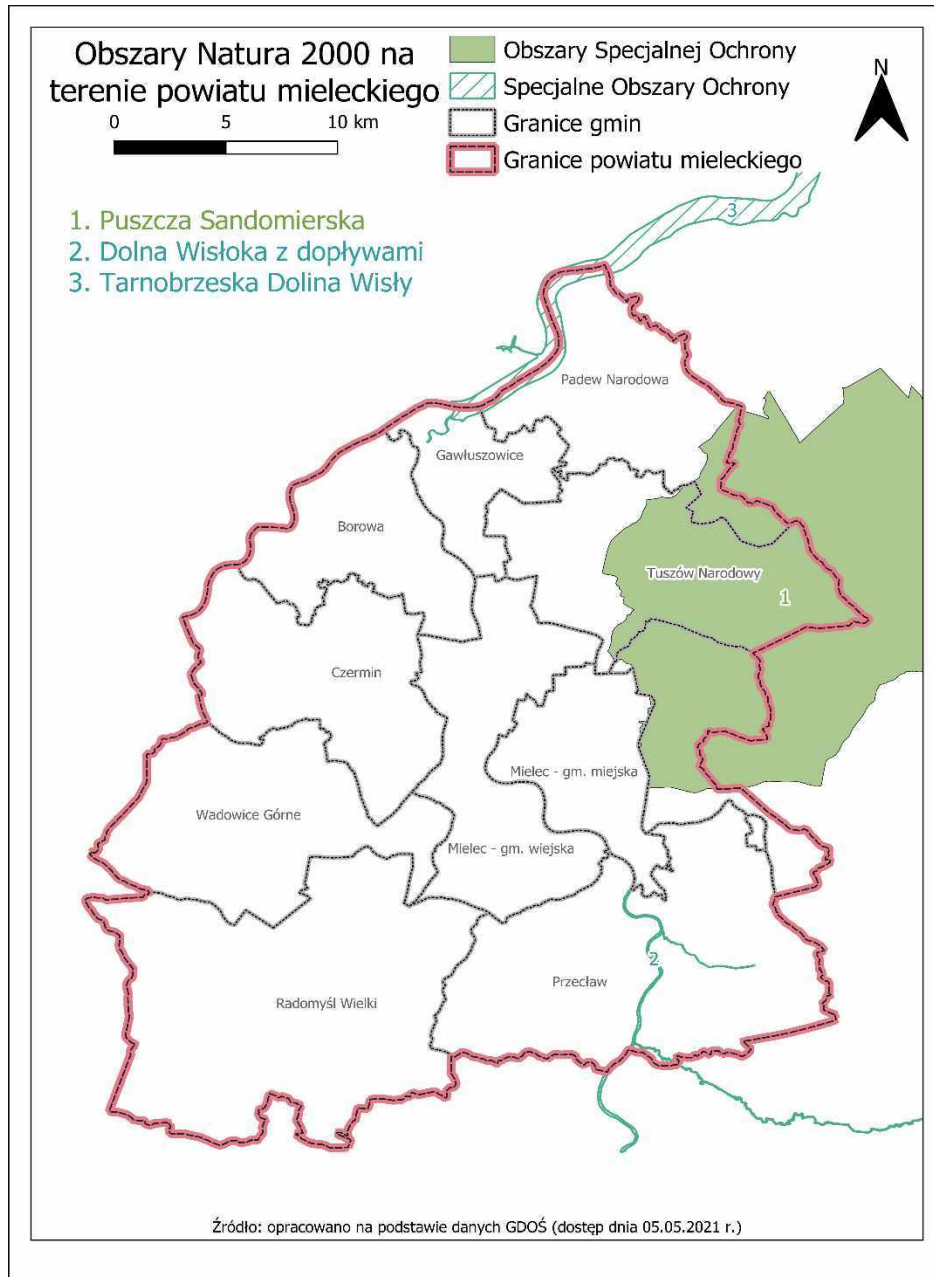 Obszary Natura 2000 na
terenie powiatu mieleckiego
0 5 10 km
Obszary Specjalnej Ochrony
Specjalne Obszary Ochrony
Granice gmin
Granice powiatu mieleckiego
N
1. Puszcza Sandomierska
2. Dolna Wisłoka z dopływami
3. Tarnobrzeska Dolina Wisły
3
Padew Narodowa
Gawłuszowice
Borowa
Tuszów Narodowy
1
Czermin
Mielec - gm. miejska
Wadowice Górne
Mielec - gm. wiejska
2
Przecław
Radomyśl Wielki
Źródło: opracowano na podstawie danych GDOŚ (dostęp dnia 05.05.2021 r.)